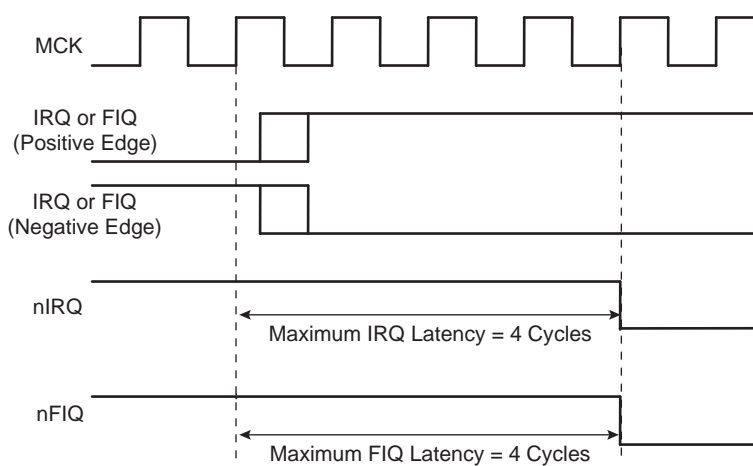 MCK
IRQ or FIQ
(Positive Edge)
IRQ or FIQ
(Negative Edge)
nIRQ
Maximum IRQ Latency = 4 Cycles
nFIQ
Maximum FIQ Latency = 4 Cycles